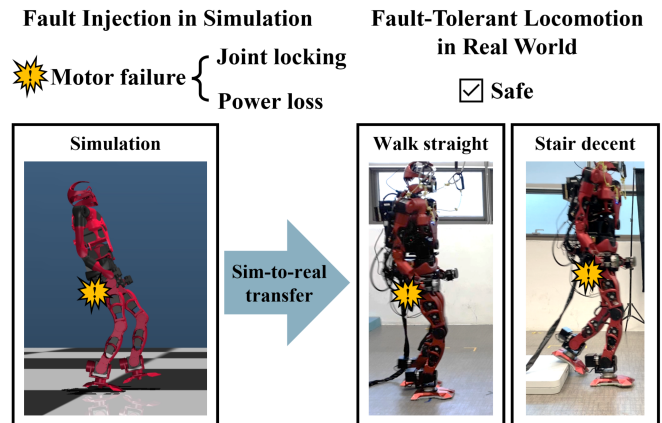 Fault Injection in Simulation
Motor failure
Joint locking
Power loss
Fault-Tolerant Locomotion
in Real World
Safe
Simulation
Sim-to-real
transfer
Walk straight
Stair decent